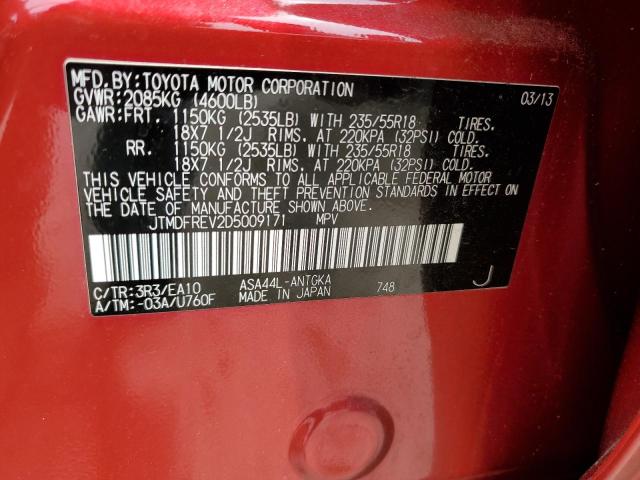 MFD.BY:TOYOTA MOTOR CORPORATION 03/13
GVWR:2085KG (4600LB)
GAWR:FRT. 1150KG (2535LB) WITH 235/55R18 TIRES.
18X7 1/2J RIMS, AT 220KPA (32PSI) COLD.
RR. 1150KG (2535LB) WITH 235/55R18 TIRES.
18X7 1/2J RIMS, AT 220KPA (32PSI) COLD.
THIS VEHICLE CONFORMS TO ALL APPLICABLE FEDERAL MOTOR
VEHICLE SAFETY AND THEFT PREVENTION STANDARDS IN EFFECT ON
THE DATE OF MANUFACTURE SHOWN ABOVE.
JTMDFREV2D5009171 MPV
C/TR:3R3/EA10 ASA44L-ANTGKA 748 J
A/TM:-03A/U760F MADE IN JAPAN